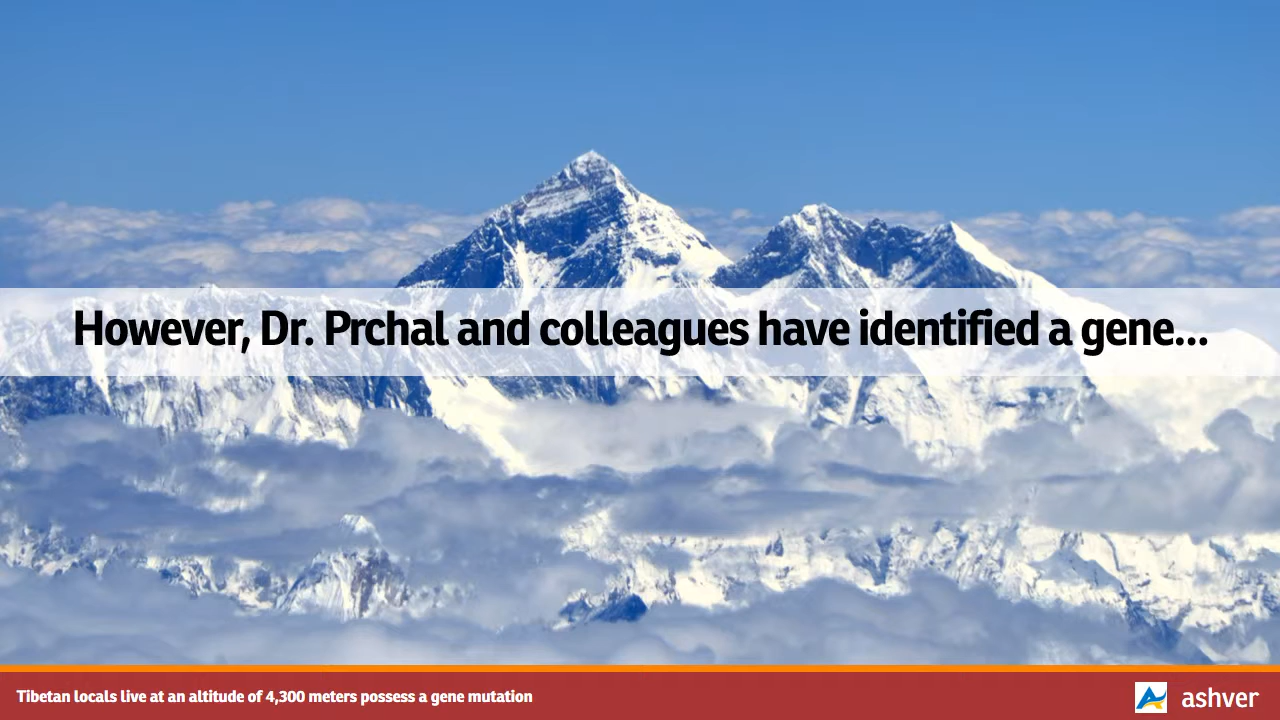 However, Dr. Prchal and colleagues have identified a gene...
Tibetan locals live at an altitude of 4,300 meters possess a gene mutation
ashver